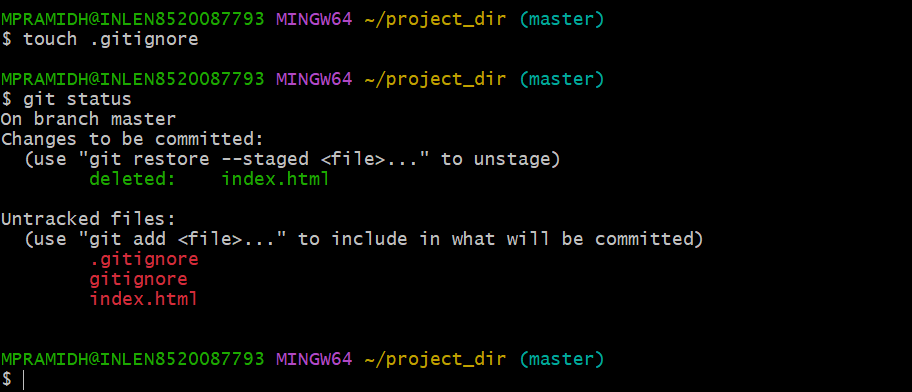 MPRAMIDH@INLEN8520087793 MINGW64 ~/project_dir (master)
$ touch .gitignore
MPRAMIDH@INLEN8520087793 MINGW64 ~/project_dir (master)
$ git status
On branch master
Changes to be committed:
  (use "git restore --staged <file>..." to unstage)
        deleted:    index.html
Untracked files:
  (use "git add <file>..." to include in what will be committed)
        .gitignore
        gitignore
        index.html
MPRAMIDH@INLEN8520087793 MINGW64 ~/project_dir (master)
$